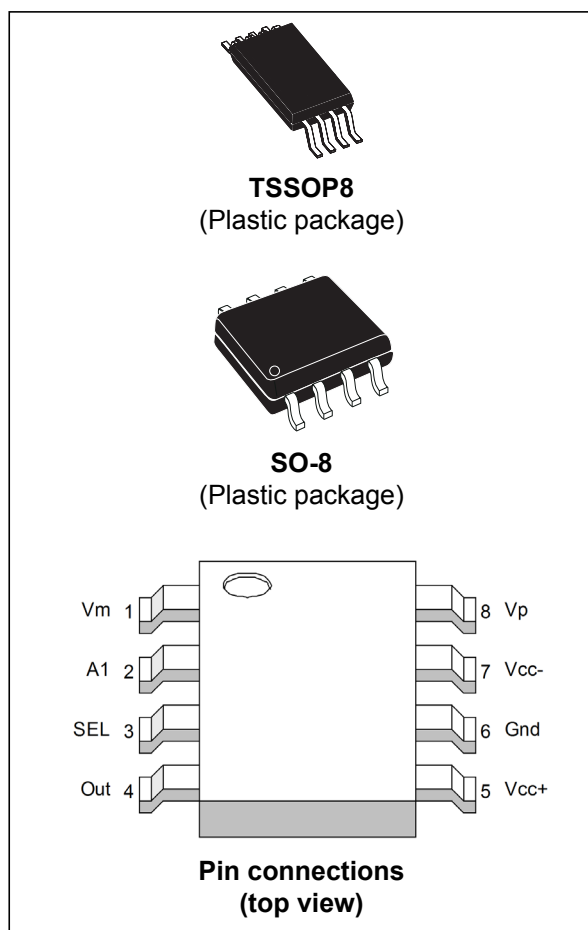 TSSOP8
(Plastic package)
SO-8
(Plastic package)
Vm 1
8 Vp
A1 2
7 Vcc-
SEL 3
6 Gnd
Out 4
5 Vcc+
Pin connections
(top view)